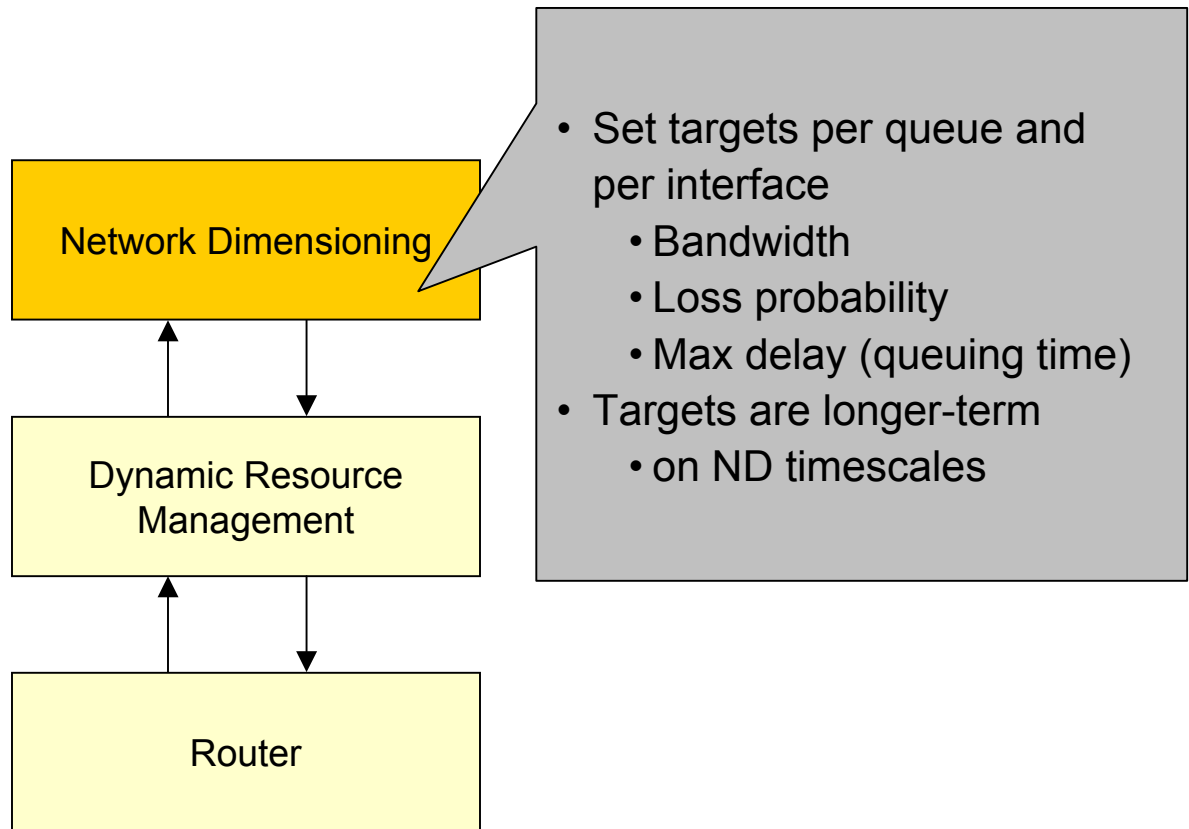 Network Dimensioning
Dynamic Resource
Management
Router
• Set targets per queue and
per interface
• Bandwidth
• Loss probability
• Max delay (queuing time)
• Targets are longer-term
• on ND timescales